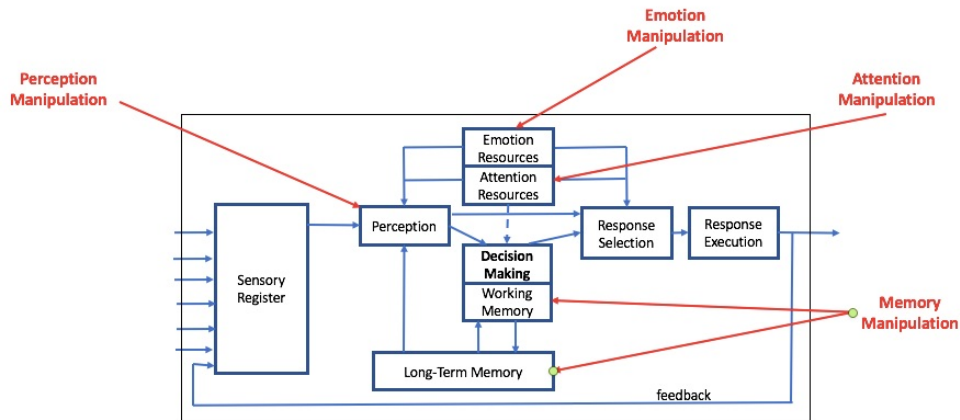 Emotion
Manipulation
Perception
Manipulation
Attention
Manipulation
Emotion
Resources
Attention
Resources
Perception
Response
Selection
Response
Execution
Decision
Making
Sensory
Register
Working
Memory
Memory
Manipulation
Long-Term Memory
feedback